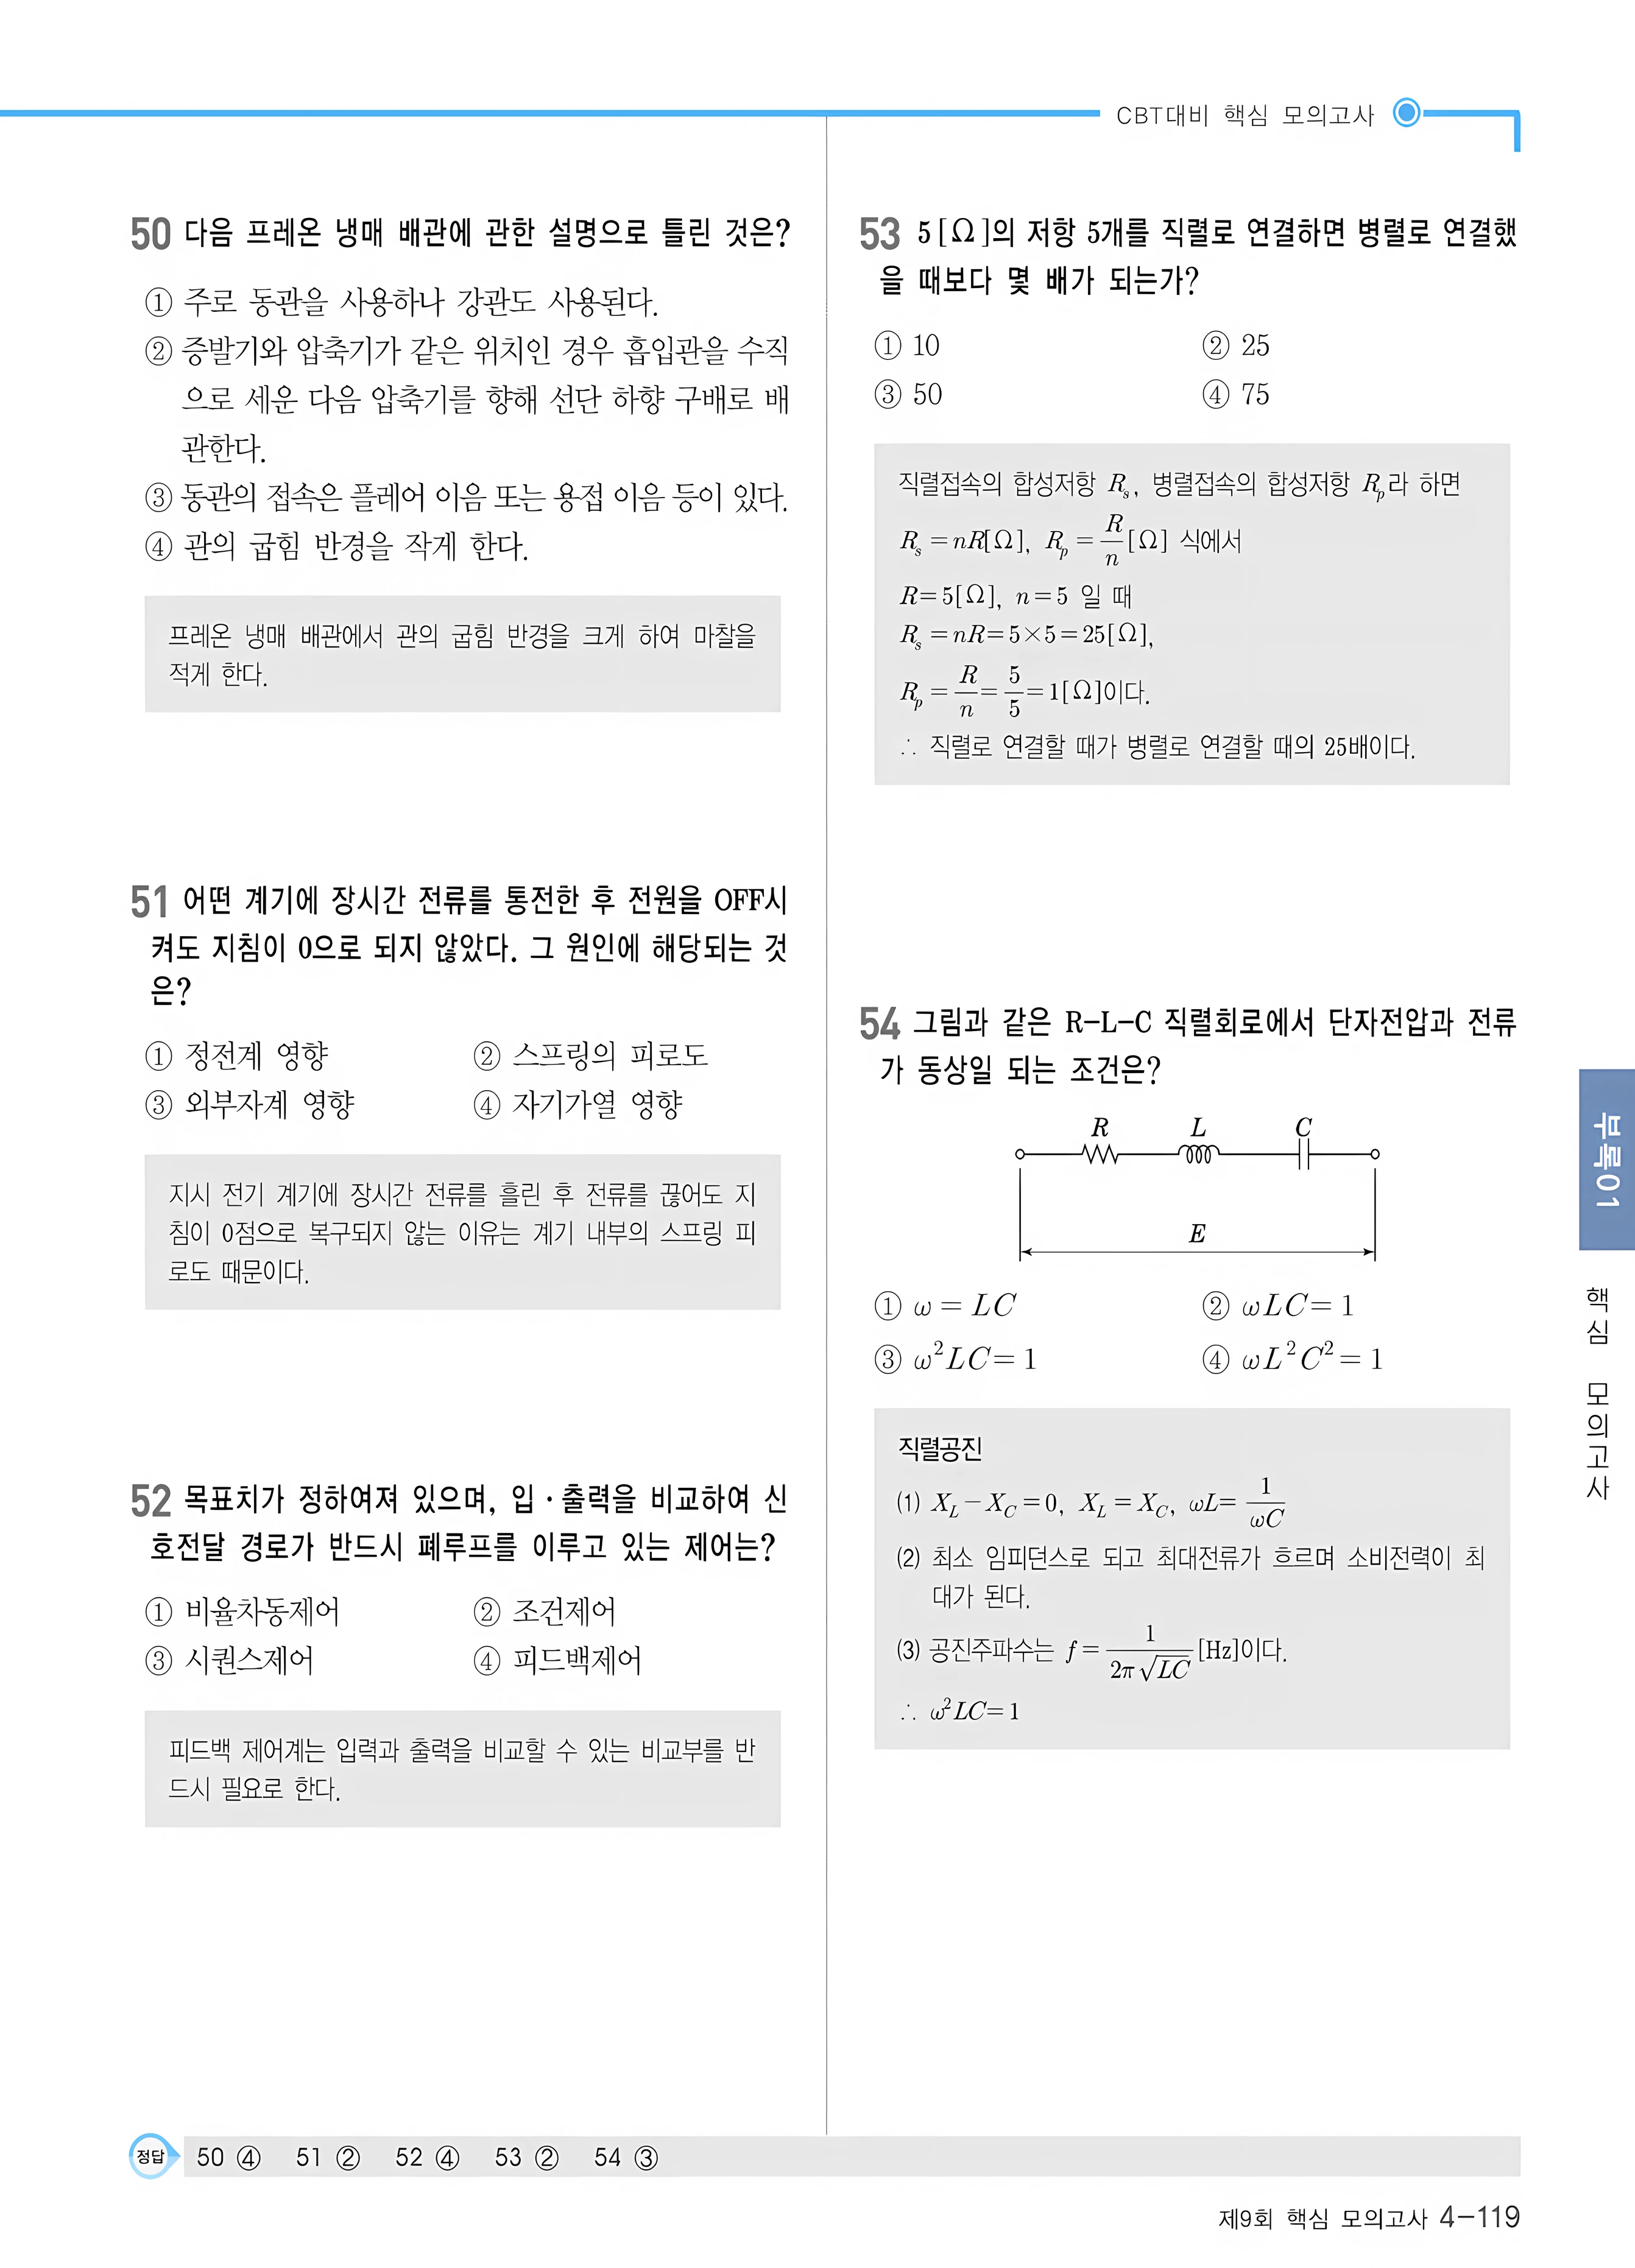 CBT대비 핵심 모의고사
50 다음 프레온 냉매 배관에 관한 설명으로 틀린 것은?
① 주로 동관을 사용하나 강관도 사용된다.
② 증발기와 압축기가 같은 위치인 경우 흡입관을 수직
으로 세운 다음 압축기를 향해 선단 하향 구배로 배
관한다.
③ 동관의 접속은 플레어 이음 또는 용접 이음 등이 있다.
④ 관의 굽힘 반경을 작게 한다.
프레온 냉매 배관에서 관의 굽힘 반경을 크게 하여 마찰을
적게 한다.
51 어떤 계기에 장시간 전류를 통전한 후 전원을 OFF시
켜도 지침이 0으로 되지 않았다. 그 원인에 해당되는 것
은?
① 정전계 영향 ② 스프링의 피로도
③ 외부자계 영향 ④ 자기가열 영향
지시 전기 계기에 장시간 전류를 흘린 후 전류를 끊어도 지
침이 0점으로 복구되지 않는 이유는 계기 내부의 스프링 피
로도 때문이다.
52 목표치가 정하여져 있으며, 입·출력을 비교하여 신
호전달 경로가 반드시 폐루프를 이루고 있는 제어는?
① 비율차동제어 ② 조건제어
③ 시퀀스제어 ④ 피드백제어
피드백 제어계는 입력과 출력을 비교할 수 있는 비교부를 반
드시 필요로 한다.
53 5[Ω]의 저항 5개를 직렬로 연결하면 병렬로 연결했
을 때보다 몇 배가 되는가?
① 10 ② 25
③ 50 ④ 75
직렬접속의 합성저항 Rs, 병렬접속의 합성저항 Rp라 하면
Rs = nR[Ω], Rp = R/n [Ω] 식에서
R=5[Ω], n=5 일 때
Rs = nR=5×5=25[Ω],
Rp = R/n = 5/5 = 1[Ω]이다.
∴ 직렬로 연결할 때가 병렬로 연결할 때의 25배이다.
54 그림과 같은 R-L-C 직렬회로에서 단자전압과 전류
가 동상일 되는 조건은?
R L C
E
① ω = LC ② ωLC = 1
③ ω²LC = 1 ④ ωL²C² = 1
직렬공진
(1) XL − XC = 0, XL = XC, ωL = 1/ωC
(2) 최소 임피던스로 되고 최대전류가 흐르며 소비전력이 최
대가 된다.
(3) 공진주파수는 f = 1/2π√LC [Hz]이다.
∴ ω²LC = 1
부록01
핵심 모의고사
정답 50 ④ 51 ② 52 ④ 53 ② 54 ③
제9회 핵심 모의고사 4-119